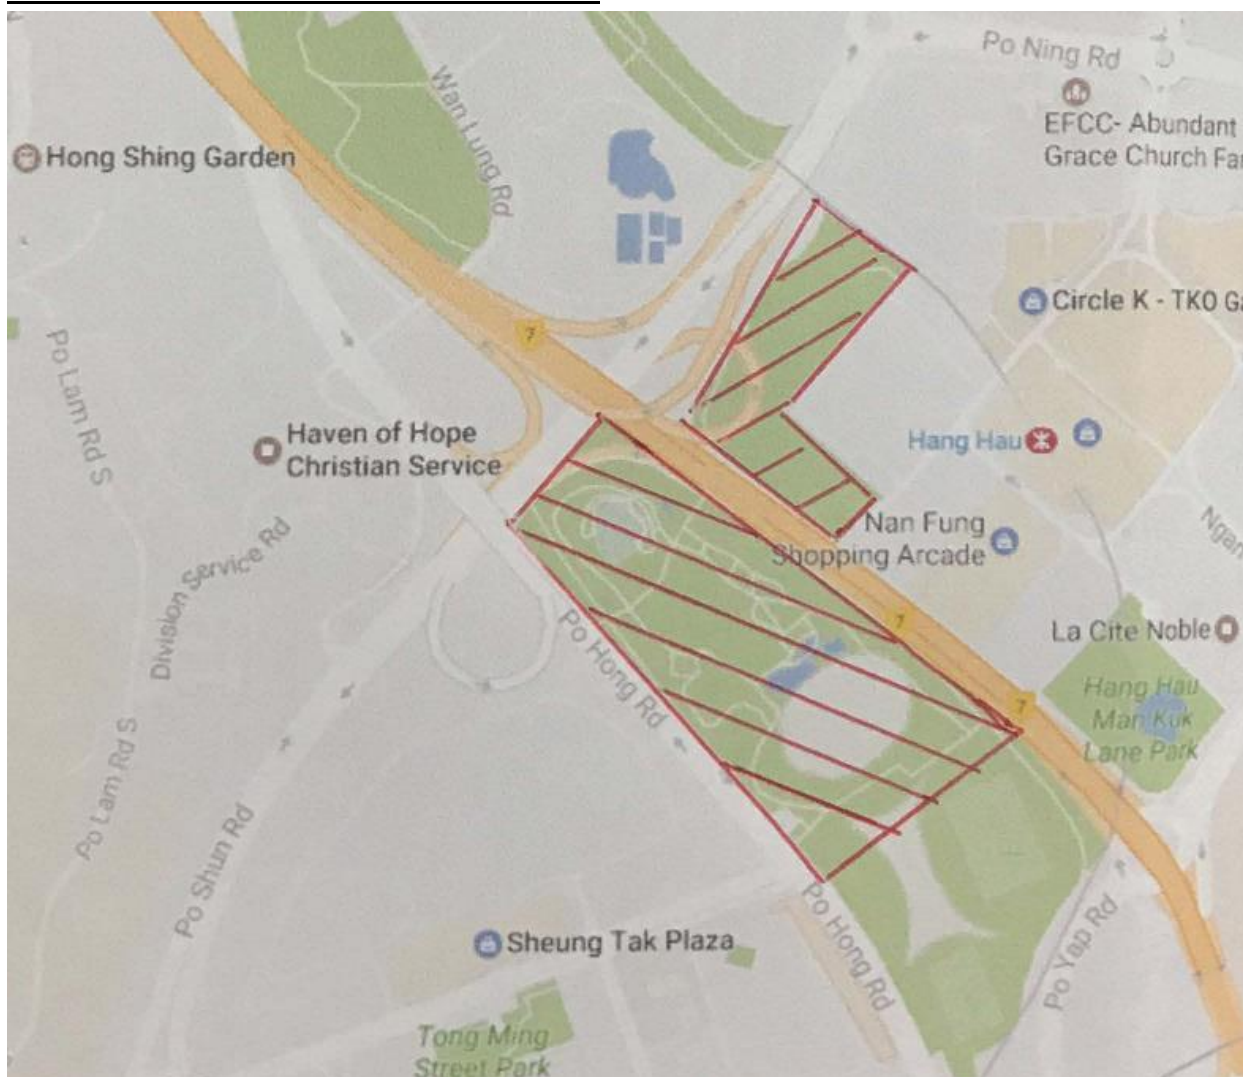 Po Ning Rd
EFCC- Abundant
Grace Church
Wan Lung Rd
Hong Shing Garden
Circle K - TKO
7
Po Lam Rd S
Haven of Hope
Christian Service
Hang Hau
Nan Fung
Shopping Arcade
Division Service Rd
Po Hong Rd
7
La Cite Noble
Hang Hau
Man Kuk
Lane Park
7
Po Lam Rd S
Po Shun Rd
Sheung Tak Plaza
Po Hong Rd
Po Yap Rd
Tong Ming
Street Park